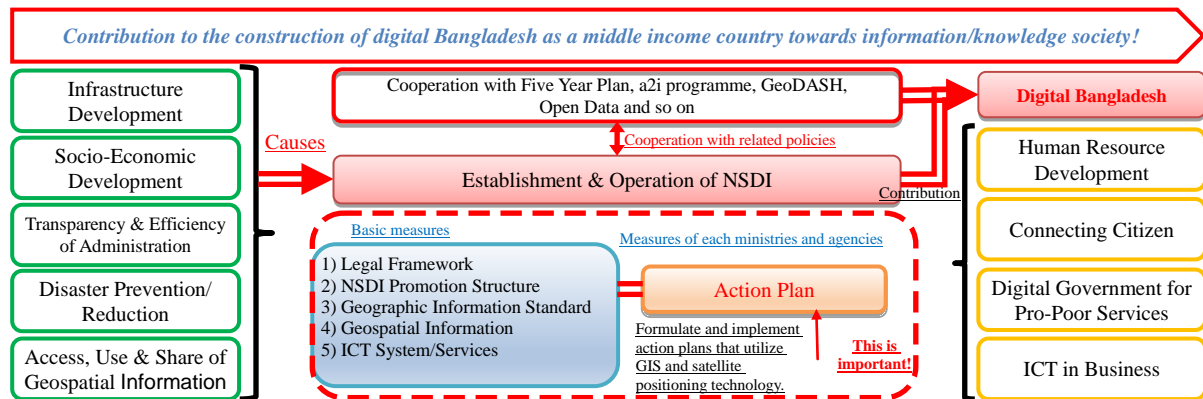 Contribution to the construction of digital Bangladesh as a middle income country towards information/knowledge society!
Infrastructure
Development
Socio-Economic
Development
Transparency & Efficiency
of Administration
Disaster Prevention/
Reduction
Access, Use & Share of
Geospatial Information
Causes
Cooperation with Five Year Plan, a2i programme, GeoDASH,
Open Data and so on
Cooperation with related policies
Establishment & Operation of NSDI
Contribution
Basic measures
1) Legal Framework
2) NSDI Promotion Structure
3) Geographic Information Standard
4) Geospatial Information
5) ICT System/Services
Measures of each ministries and agencies
Action Plan
Formulate and implement
action plans that utilize
GIS and satellite
positioning technology.
This is
important!
Digital Bangladesh
Human Resource
Development
Connecting Citizen
Digital Government for
Pro-Poor Services
ICT in Business